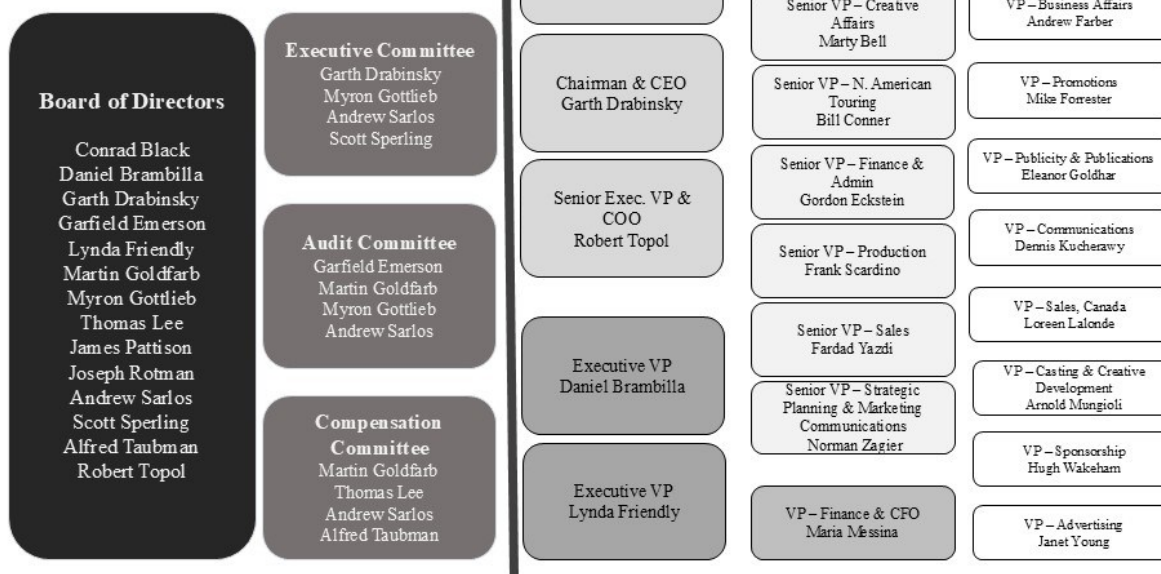 Board of Directors
Conrad Black
Daniel Brambilla
Garth Drabinsky
Garfield Emerson
Lynda Friendly
Martin Goldfarb
Myron Gottlieb
Thomas Lee
James Pattison
Joseph Rotman
Andrew Sarlos
Scott Sperling
Alfred Taubman
Robert Topol
Executive Committee
Garth Drabinsky
Myron Gottlieb
Andrew Sarlos
Scott Sperling
Audit Committee
Garfield Emerson
Martin Goldfarb
Myron Gottlieb
Andrew Sarlos
Compensation
Committee
Martin Goldfarb
Thomas Lee
Andrew Sarlos
Alfred Taubman
Chairman & CEO
Garth Drabinsky
Senior Exec. VP &
COO
Robert Topol
Executive VP
Daniel Brambilla
Executive VP
Lynda Friendly
Senior VP – Creative
Affairs
Marty Bell
Senior VP – N. American
Touring
Bill Conner
Senior VP – Finance &
Admin
Gordon Eckstein
Senior VP – Production
Frank Scardino
Senior VP – Sales
Fardad Yazdi
Senior VP – Strategic
Planning & Marketing
Communications
Norman Zagier
VP – Finance & CFO
Maria Messina
VP – Business Affairs
Andrew Farber
VP – Promotions
Mike Forrester
VP – Publicity & Publications
Eleanor Goldhar
VP – Communications
Dennis Kucherawy
VP – Sales, Canada
Loreen Lalonde
VP – Casting & Creative
Development
Arnold Mungioli
VP – Sponsorship
Hugh Wakeham
VP – Advertising
Janet Young